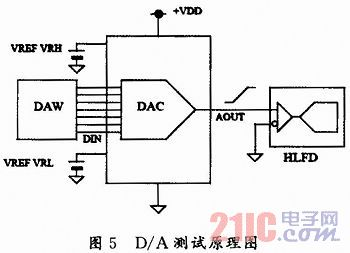 +VDD
VREF VRH
DAW
DAC
DIN
AOUT
VREF VRL
HLFD
21IC电子网
.com
图 5 D/A 测试原理图